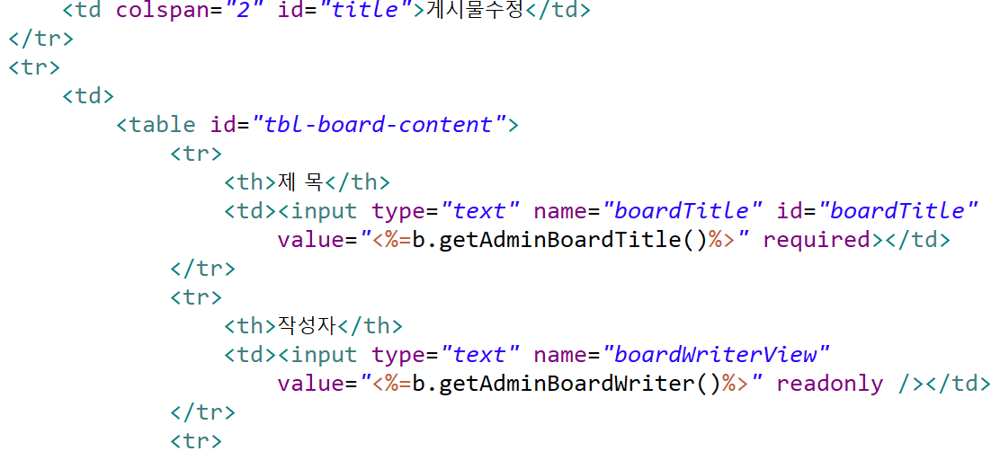 <td colspan="2" id="title">게시물수정</td>
</tr>
<tr>
<td>
<table id="tbl-board-content">
<tr>
<th>제 목</th>
<td><input type="text" name="boardTitle" id="boardTitle"
value="<%=b.getAdminBoardTitle()%>" required></td>
</tr>
<tr>
<th>작성자</th>
<td><input type="text" name="boardWriterView"
value="<%=b.getAdminBoardWriter()%>" readonly /></td>
</tr>
<tr>